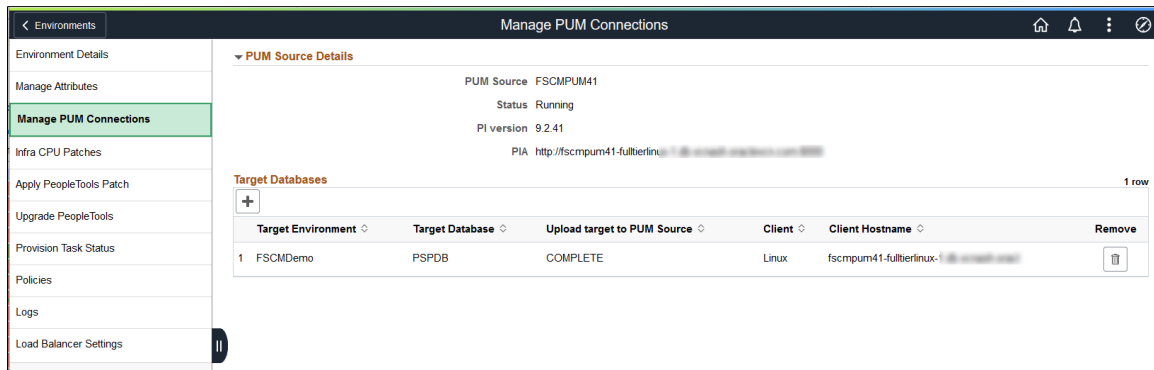 Environments
Manage PUM Connections
Environment Details
Manage Attributes
Manage PUM Connections
Infra CPU Patches
Apply PeopleTools Patch
Upgrade PeopleTools
Provision Task Status
Policies
Logs
Load Balancer Settings
PUM Source Details
PUM Source FSCMPUM41
Status Running
PI version 9.2.41
PIA http://fscmpum41-fulltierlinu
Target Databases
1 row
Target Environment Target Database Upload target to PUM Source Client Client Hostname Remove
1 FSCMDemo PSPDB COMPLETE Linux fscmpum41-fulltierlinux-